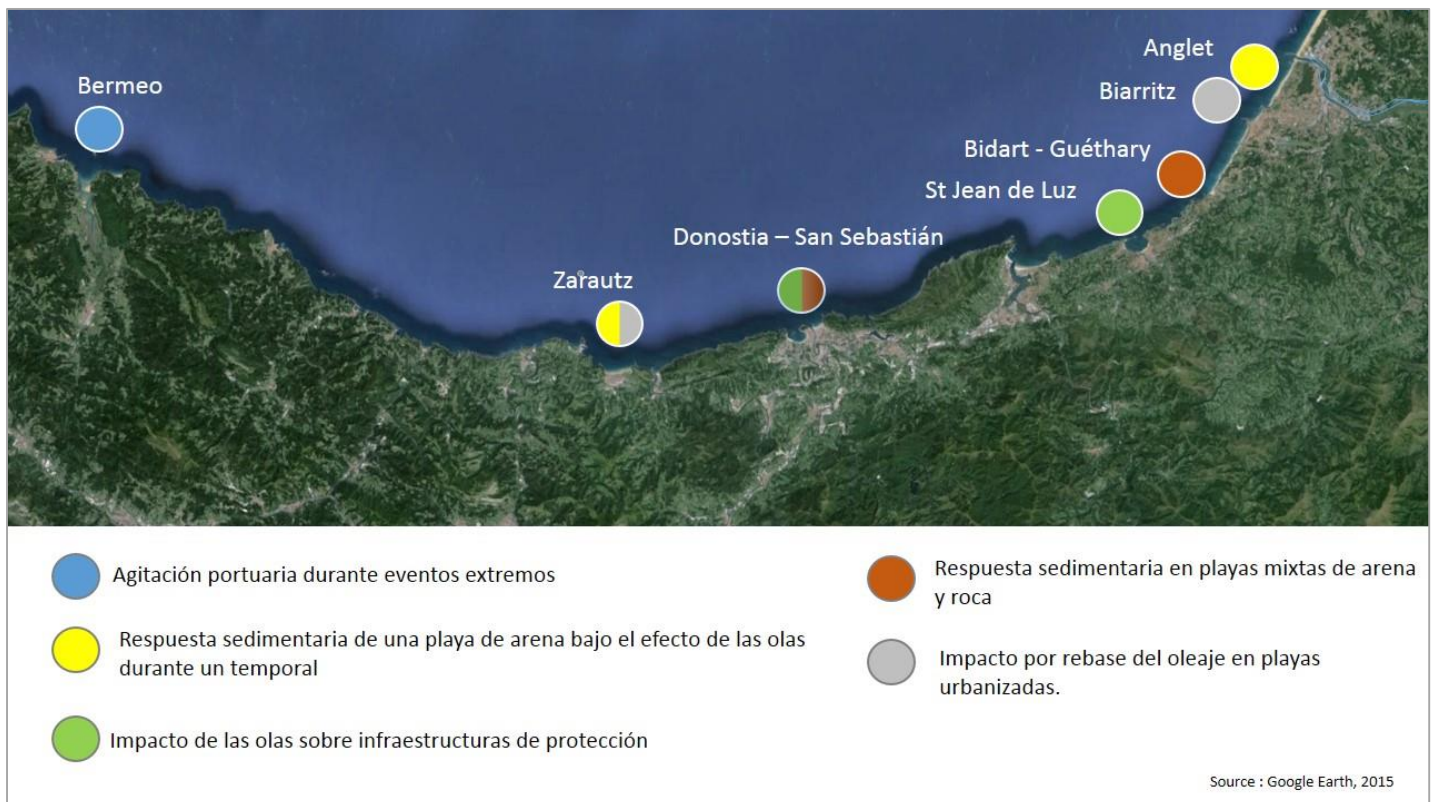 Anglet
Bermeo
Biarritz
Bidart - Guéthary
St Jean de Luz
Donostia – San Sebastián
Zarautz
Agitación portuaria durante eventos extremos
Respuesta sedimentaria de una playa de arena bajo el efecto de las olas
durante un temporal
Impacto de las olas sobre infraestructuras de protección
Respuesta sedimentaria en playas mixtas de arena
y roca
Impacto por rebase del oleaje en playas
urbanizadas.
Source : Google Earth, 2015